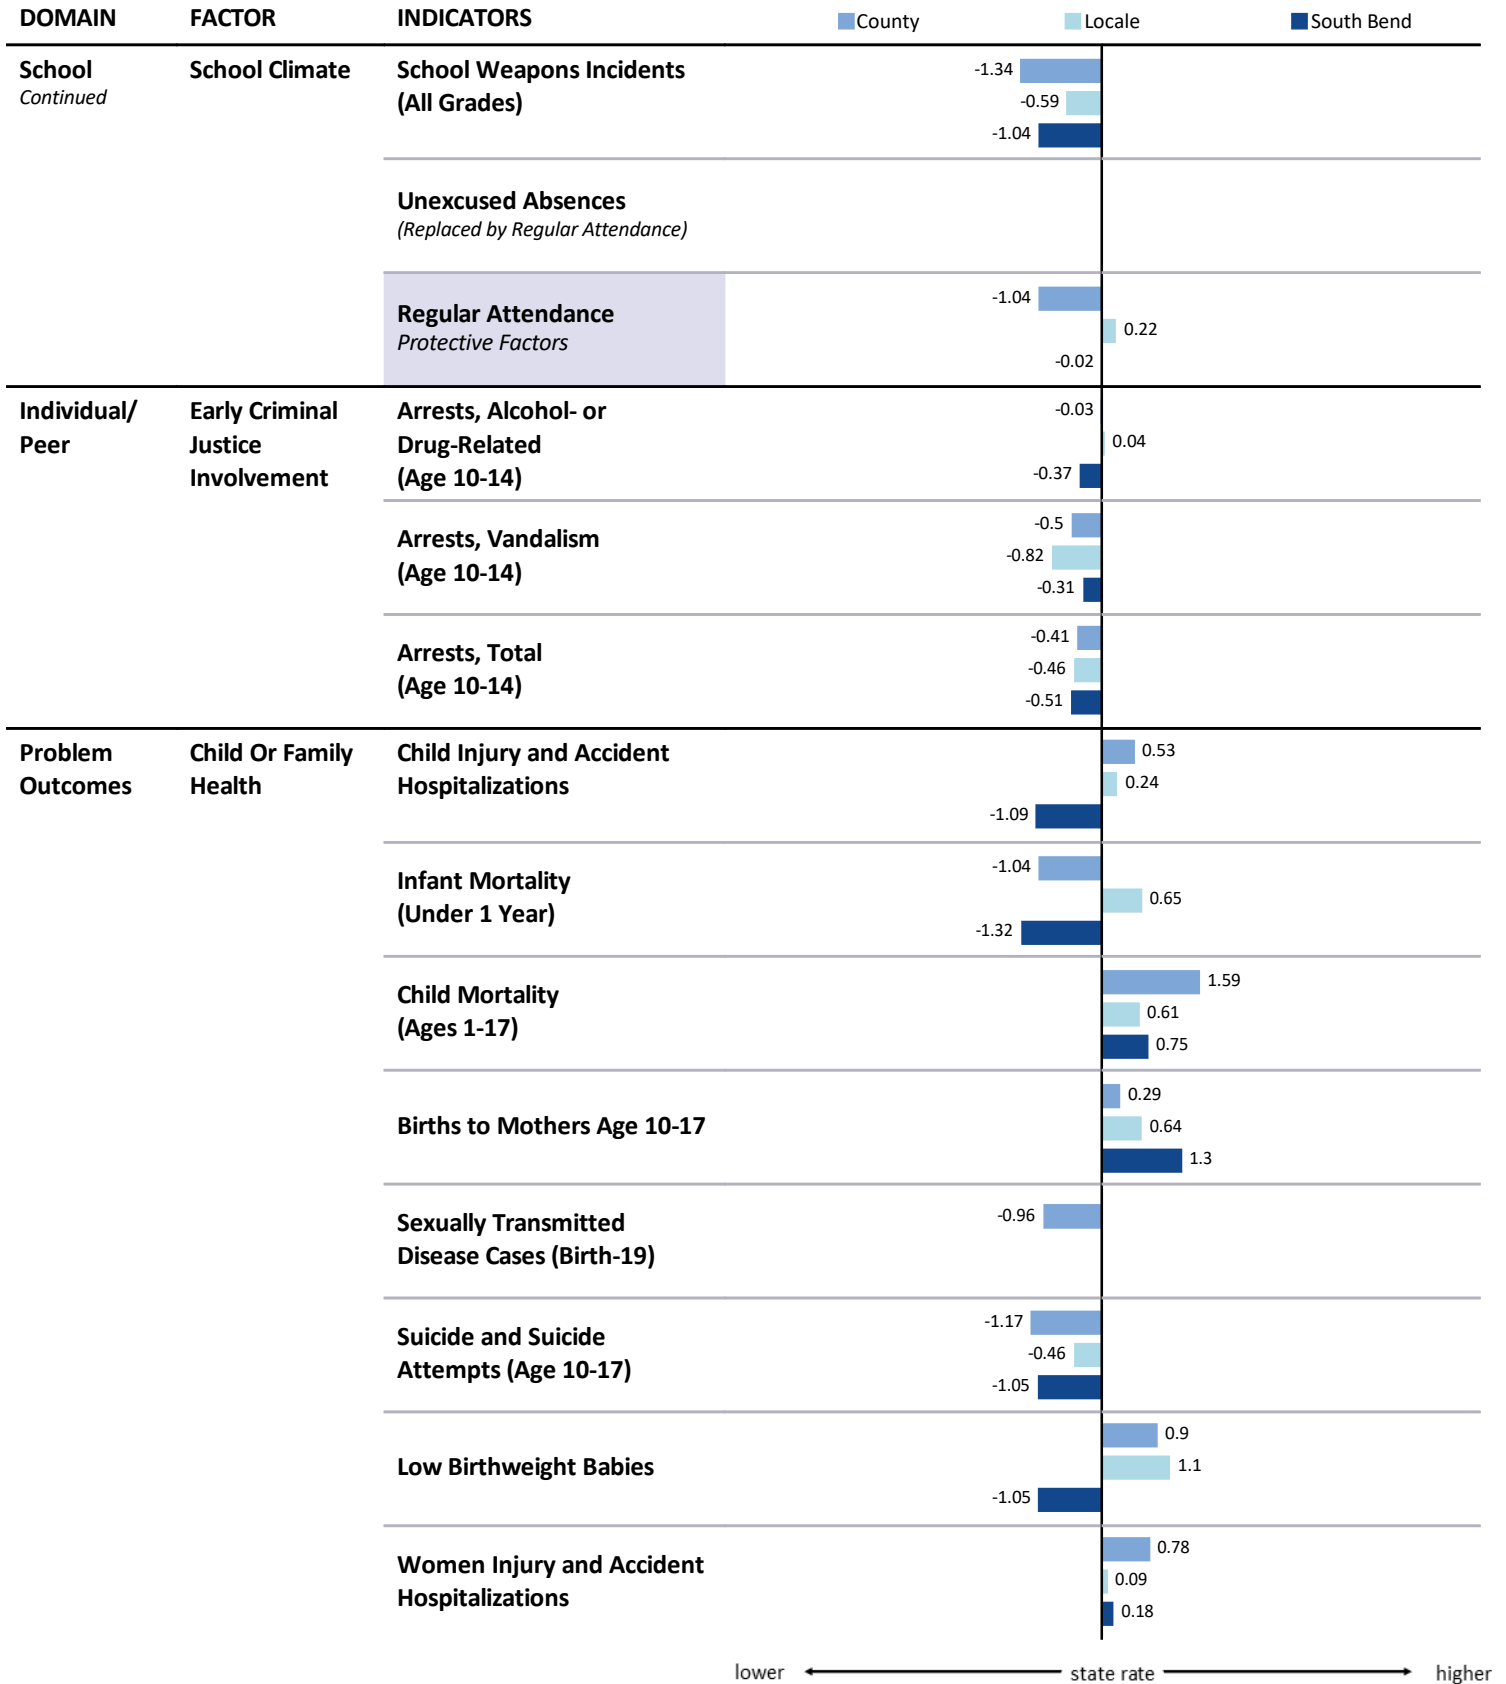 DOMAIN FACTOR INDICATORS County Locale South Bend
School School Climate School Weapons Incidents
Continued (All Grades)
-1.34
-0.59
-1.04
Unexcused Absences
(Replaced by Regular Attendance)
Regular Attendance
Protective Factors
-1.04
0.22
-0.02
Individual/ Early Criminal Arrests, Alcohol- or
Peer Justice Drug-Related
Involvement (Age 10-14)
-0.03
0.04
-0.37
Arrests, Vandalism
(Age 10-14)
-0.5
-0.82
-0.31
Arrests, Total
(Age 10-14)
-0.41
-0.46
-0.51
Problem Child Or Family Child Injury and Accident
Outcomes Health Hospitalizations
0.53
0.24
-1.09
Infant Mortality
(Under 1 Year)
-1.04
0.65
-1.32
Child Mortality
(Ages 1-17)
1.59
0.61
0.75
Births to Mothers Age 10-17
0.29
0.64
1.3
Sexually Transmitted
Disease Cases (Birth-19)
-0.96
Suicide and Suicide
Attempts (Age 10-17)
-1.17
-0.46
-1.05
Low Birthweight Babies
0.9
1.1
-1.05
Women Injury and Accident
Hospitalizations
0.78
0.09
0.18
lower state rate higher